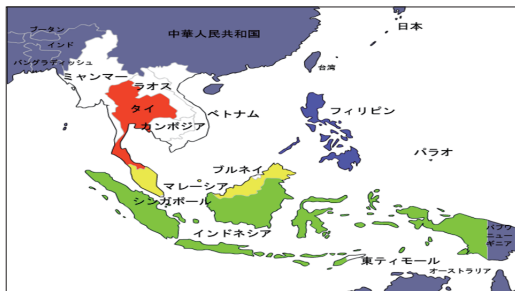 日本
中華人民共和国
ブータン
インド
台湾
バングラディッシュ
ミャンマー
ラオス
タイ
ベトナム
フィリピン
カンボジア
パラオ
ブルネイ
マレーシア
シンガポール
インドネシア
パプワ
ニュー
ギニア
東ティモール
オーストラリア